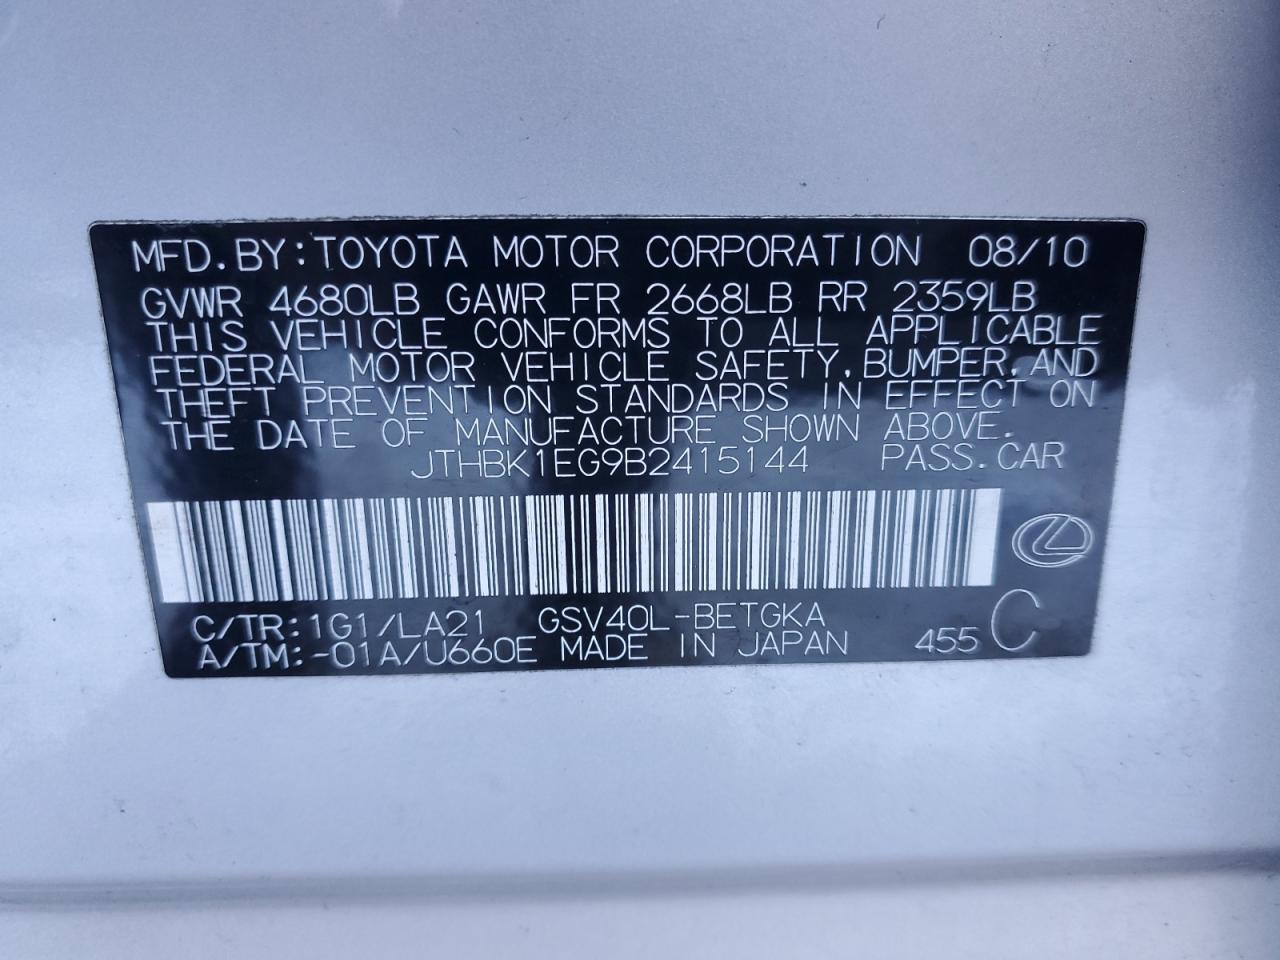 MFD.BY:TOYOTA MOTOR CORPORATION 08/10
GVWR 4680LB GAWR FR 2668LB RR 2359LB
THIS VEHICLE CONFORMS TO ALL APPLICABLE
FEDERAL MOTOR VEHICLE SAFETY,BUMPER,AND
THEFT PREVENTION STANDARDS IN EFFECT ON
THE DATE OF MANUFACTURE SHOWN ABOVE.
JTHBK1EG9B2415144 PASS.CAR
C/TR:1G1/LA21 GSV40L-BETGKA
A/TM:-01A/U660E MADE IN JAPAN 455 C